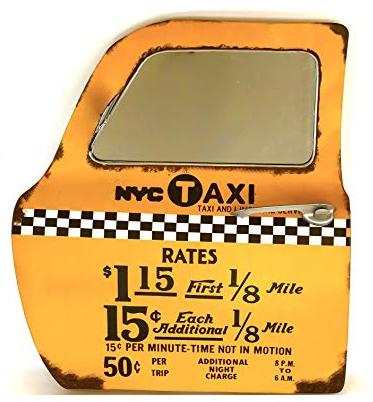 NYC TAXI
TAXI AND
RATES
$1.15 First 1/8 Mile
15¢ Each Additional 1/8 Mile
15¢ PER MINUTE-TIME NOT IN MOTION
50¢ PER TRIP ADDITIONAL NIGHT CHARGE 8 P.M. TO 6 A.M.